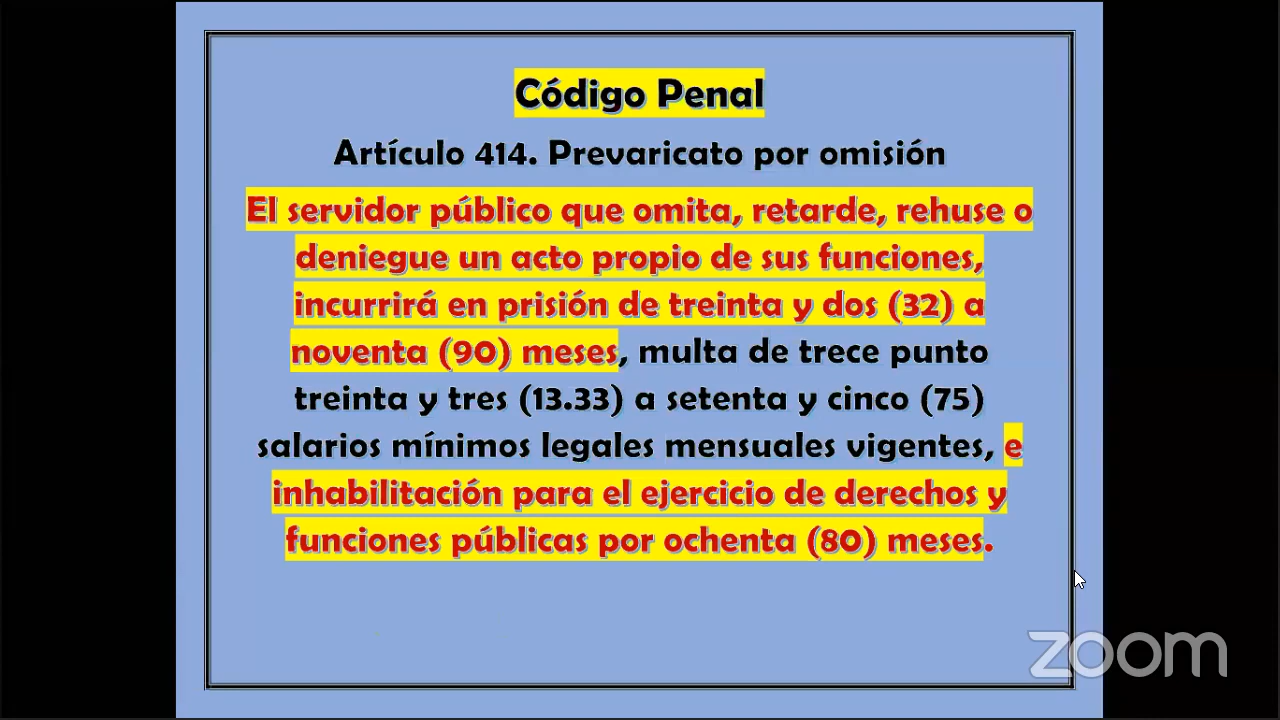 Código Penal
Artículo 414. Prevaricato por omisión
El servidor público que omita, retarde, rehuse o
deniegue un acto propio de sus funciones,
incurrirá en prisión de treinta y dos (32) a
noventa (90) meses, multa de trece punto
treinta y tres (13.33) a setenta y cinco (75)
salarios mínimos legales mensuales vigentes, e
inhabilitación para el ejercicio de derechos y
funciones públicas por ochenta (80) meses.
zoom